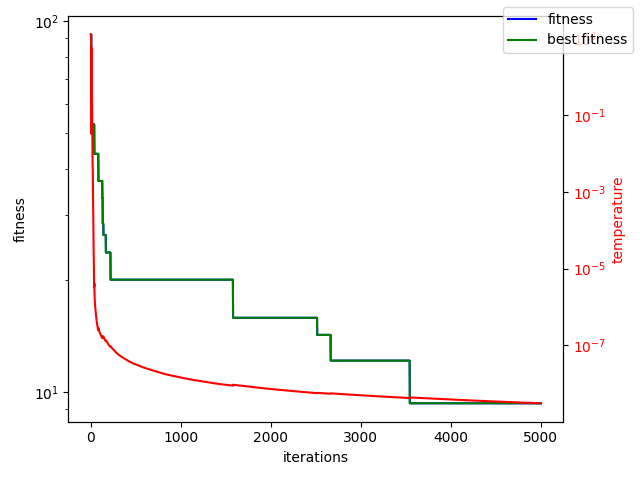 fitness
best fitness
10²
10¹
fitness
10⁻¹
10⁻³
10⁻⁵
10⁻⁷
temperature
0
1000
2000
3000
4000
5000
iterations